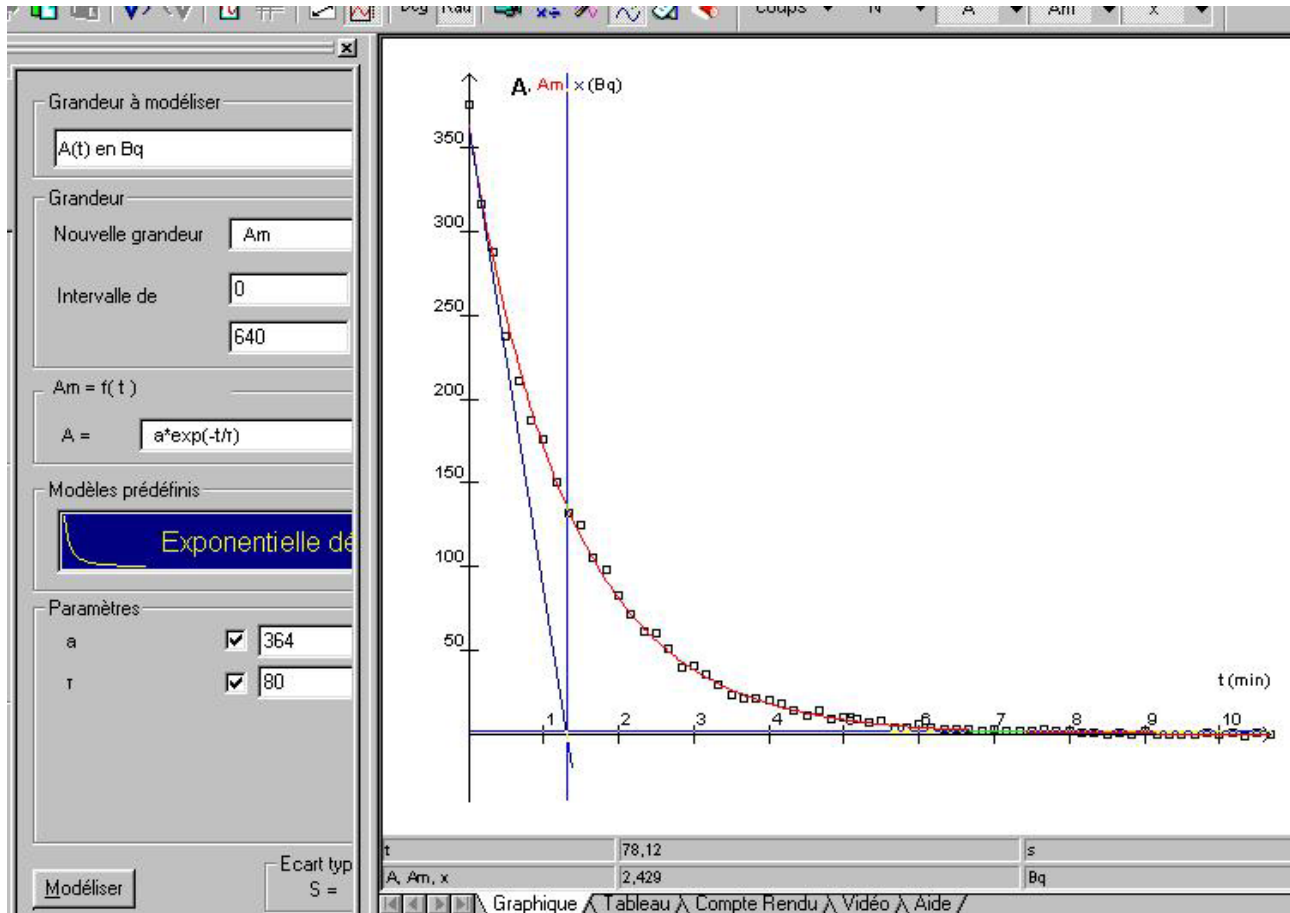 Deg Rad
Coups N A Am x
Grandeur à modéliser
A(t) en Bq
Grandeur
Nouvelle grandeur Am
Intervalle de 0
640
Am = f( t )
A = a*exp(-t/τ)
Modèles prédéfinis
Exponentielle dé
Paramètres
a 364
τ 80
Ecart typ
Modéliser S =
A, Am, x (Bq)
350
300
250
200
150
100
50
t (min)
1 2 3 4 5 6 7 8 9 10
t 78,12 s
A, Am, x 2,429 Bq
Graphique Tableau Compte Rendu Vidéo Aide